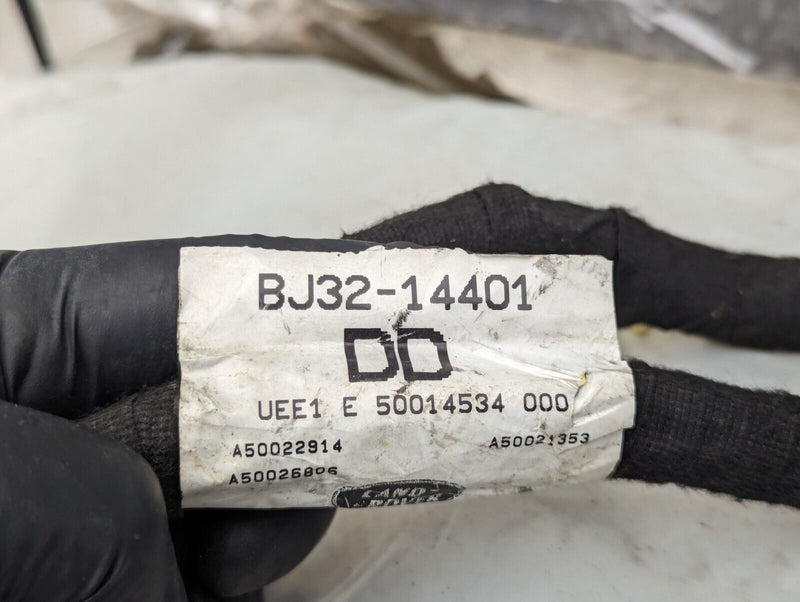 BJ32-14401
DD
UEE1 E 50014534 000
A50022914 A50021353
A50026806
LAND
ROVER